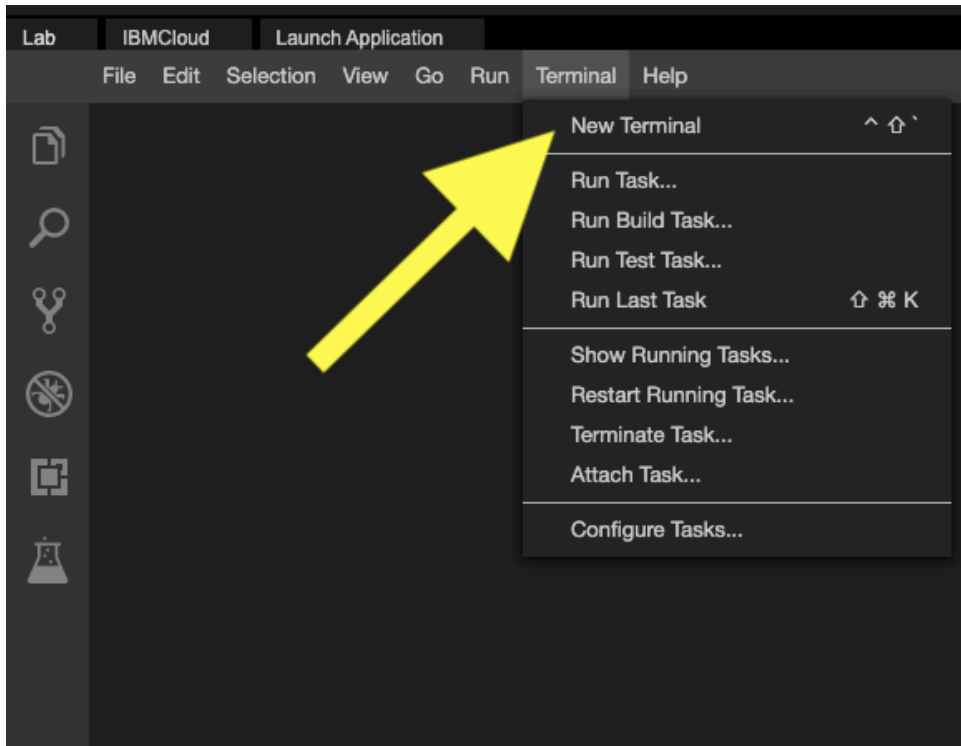 Lab IBMCloud Launch Application
File Edit Selection View Go Run Terminal Help
New Terminal ^ ⇧ `
Run Task...
Run Build Task...
Run Test Task...
Run Last Task ⇧ ⌘ K
Show Running Tasks...
Restart Running Task...
Terminate Task...
Attach Task...
Configure Tasks...